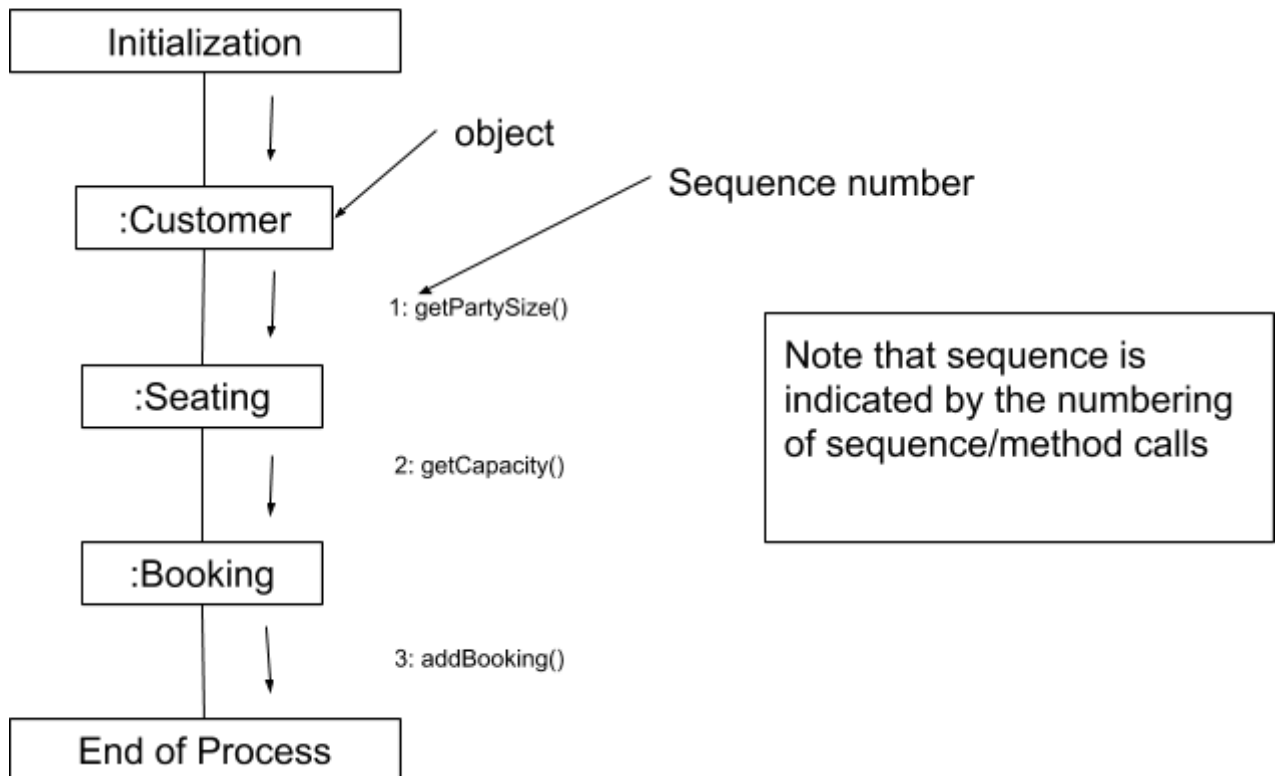 Initialization
object
Sequence number
:Customer
1: getPartySize()
Note that sequence is
indicated by the numbering
of sequence/method calls
:Seating
2: getCapacity()
:Booking
3: addBooking()
End of Process